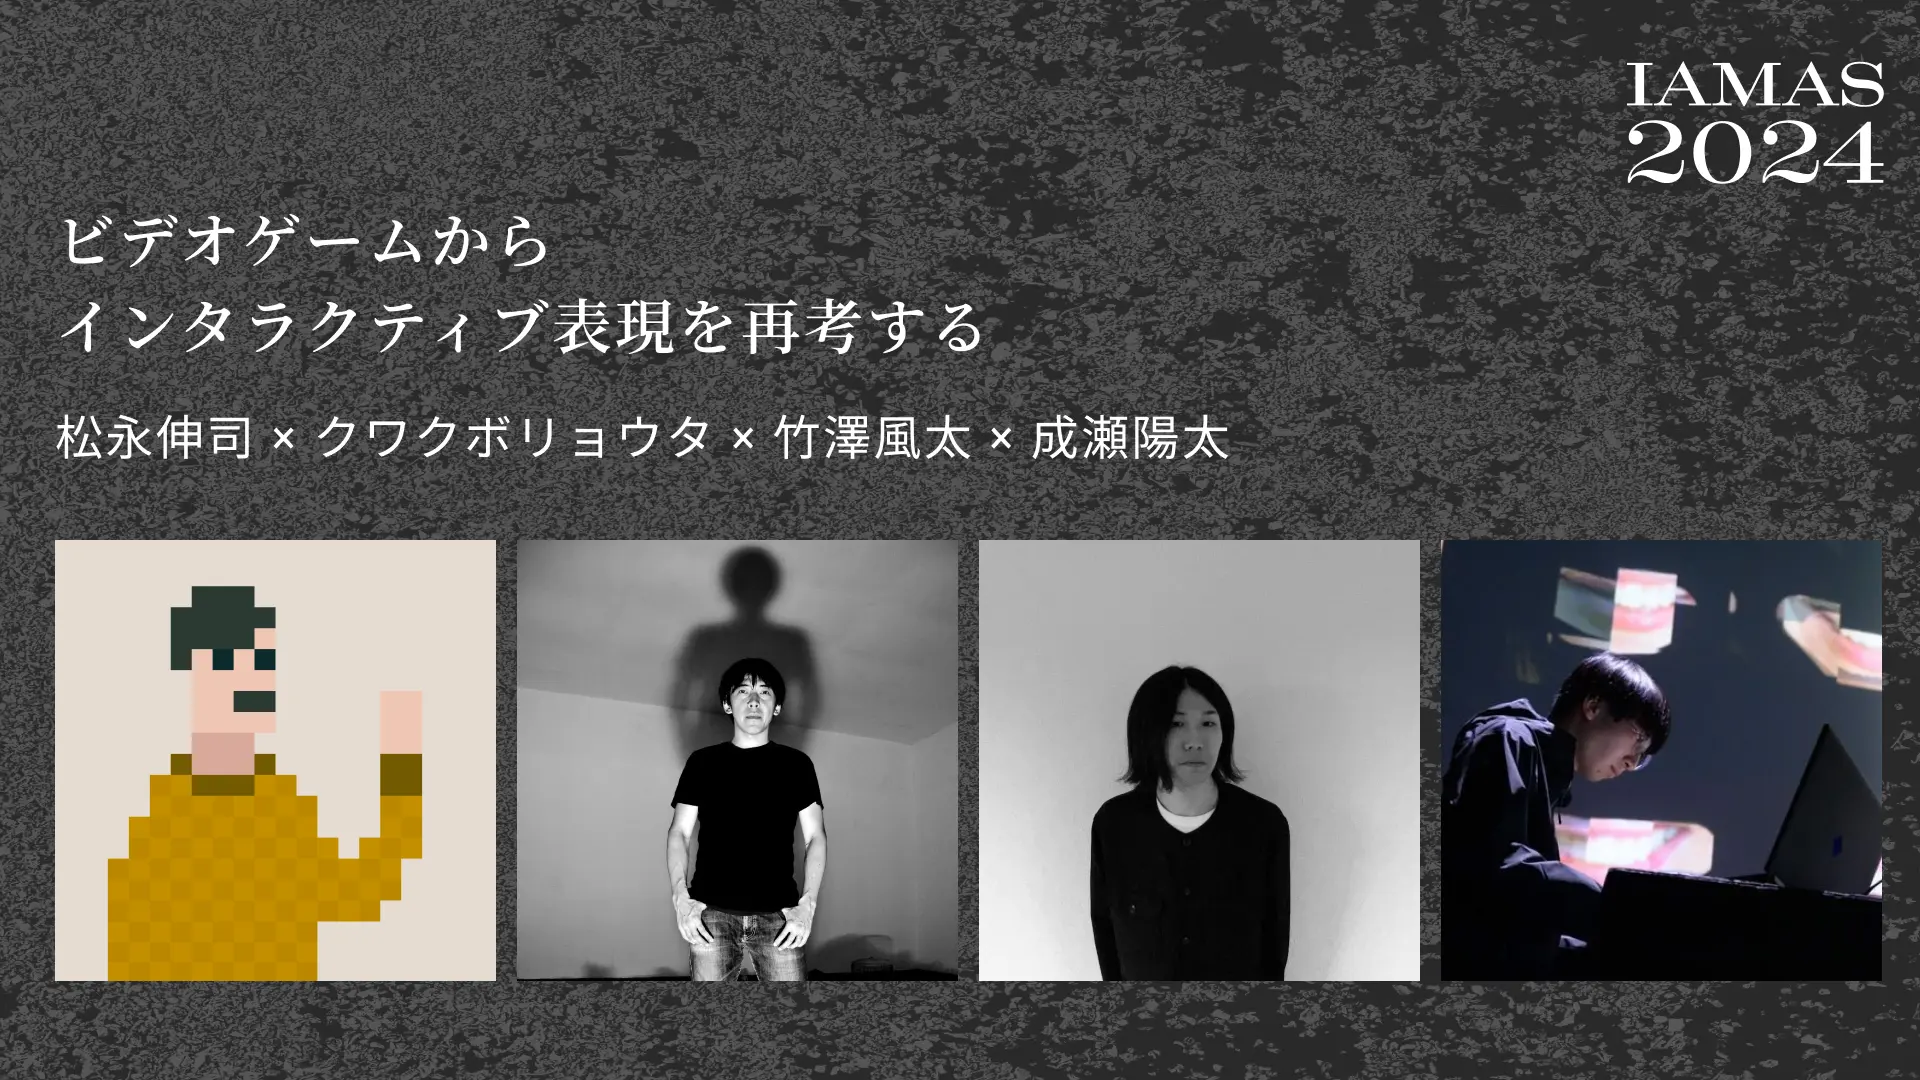 IAMAS
2024
ビデオゲームから
インタラクティブ表現を再考する
松永伸司 × クワクボリョウタ × 竹澤風太 × 成瀬陽太